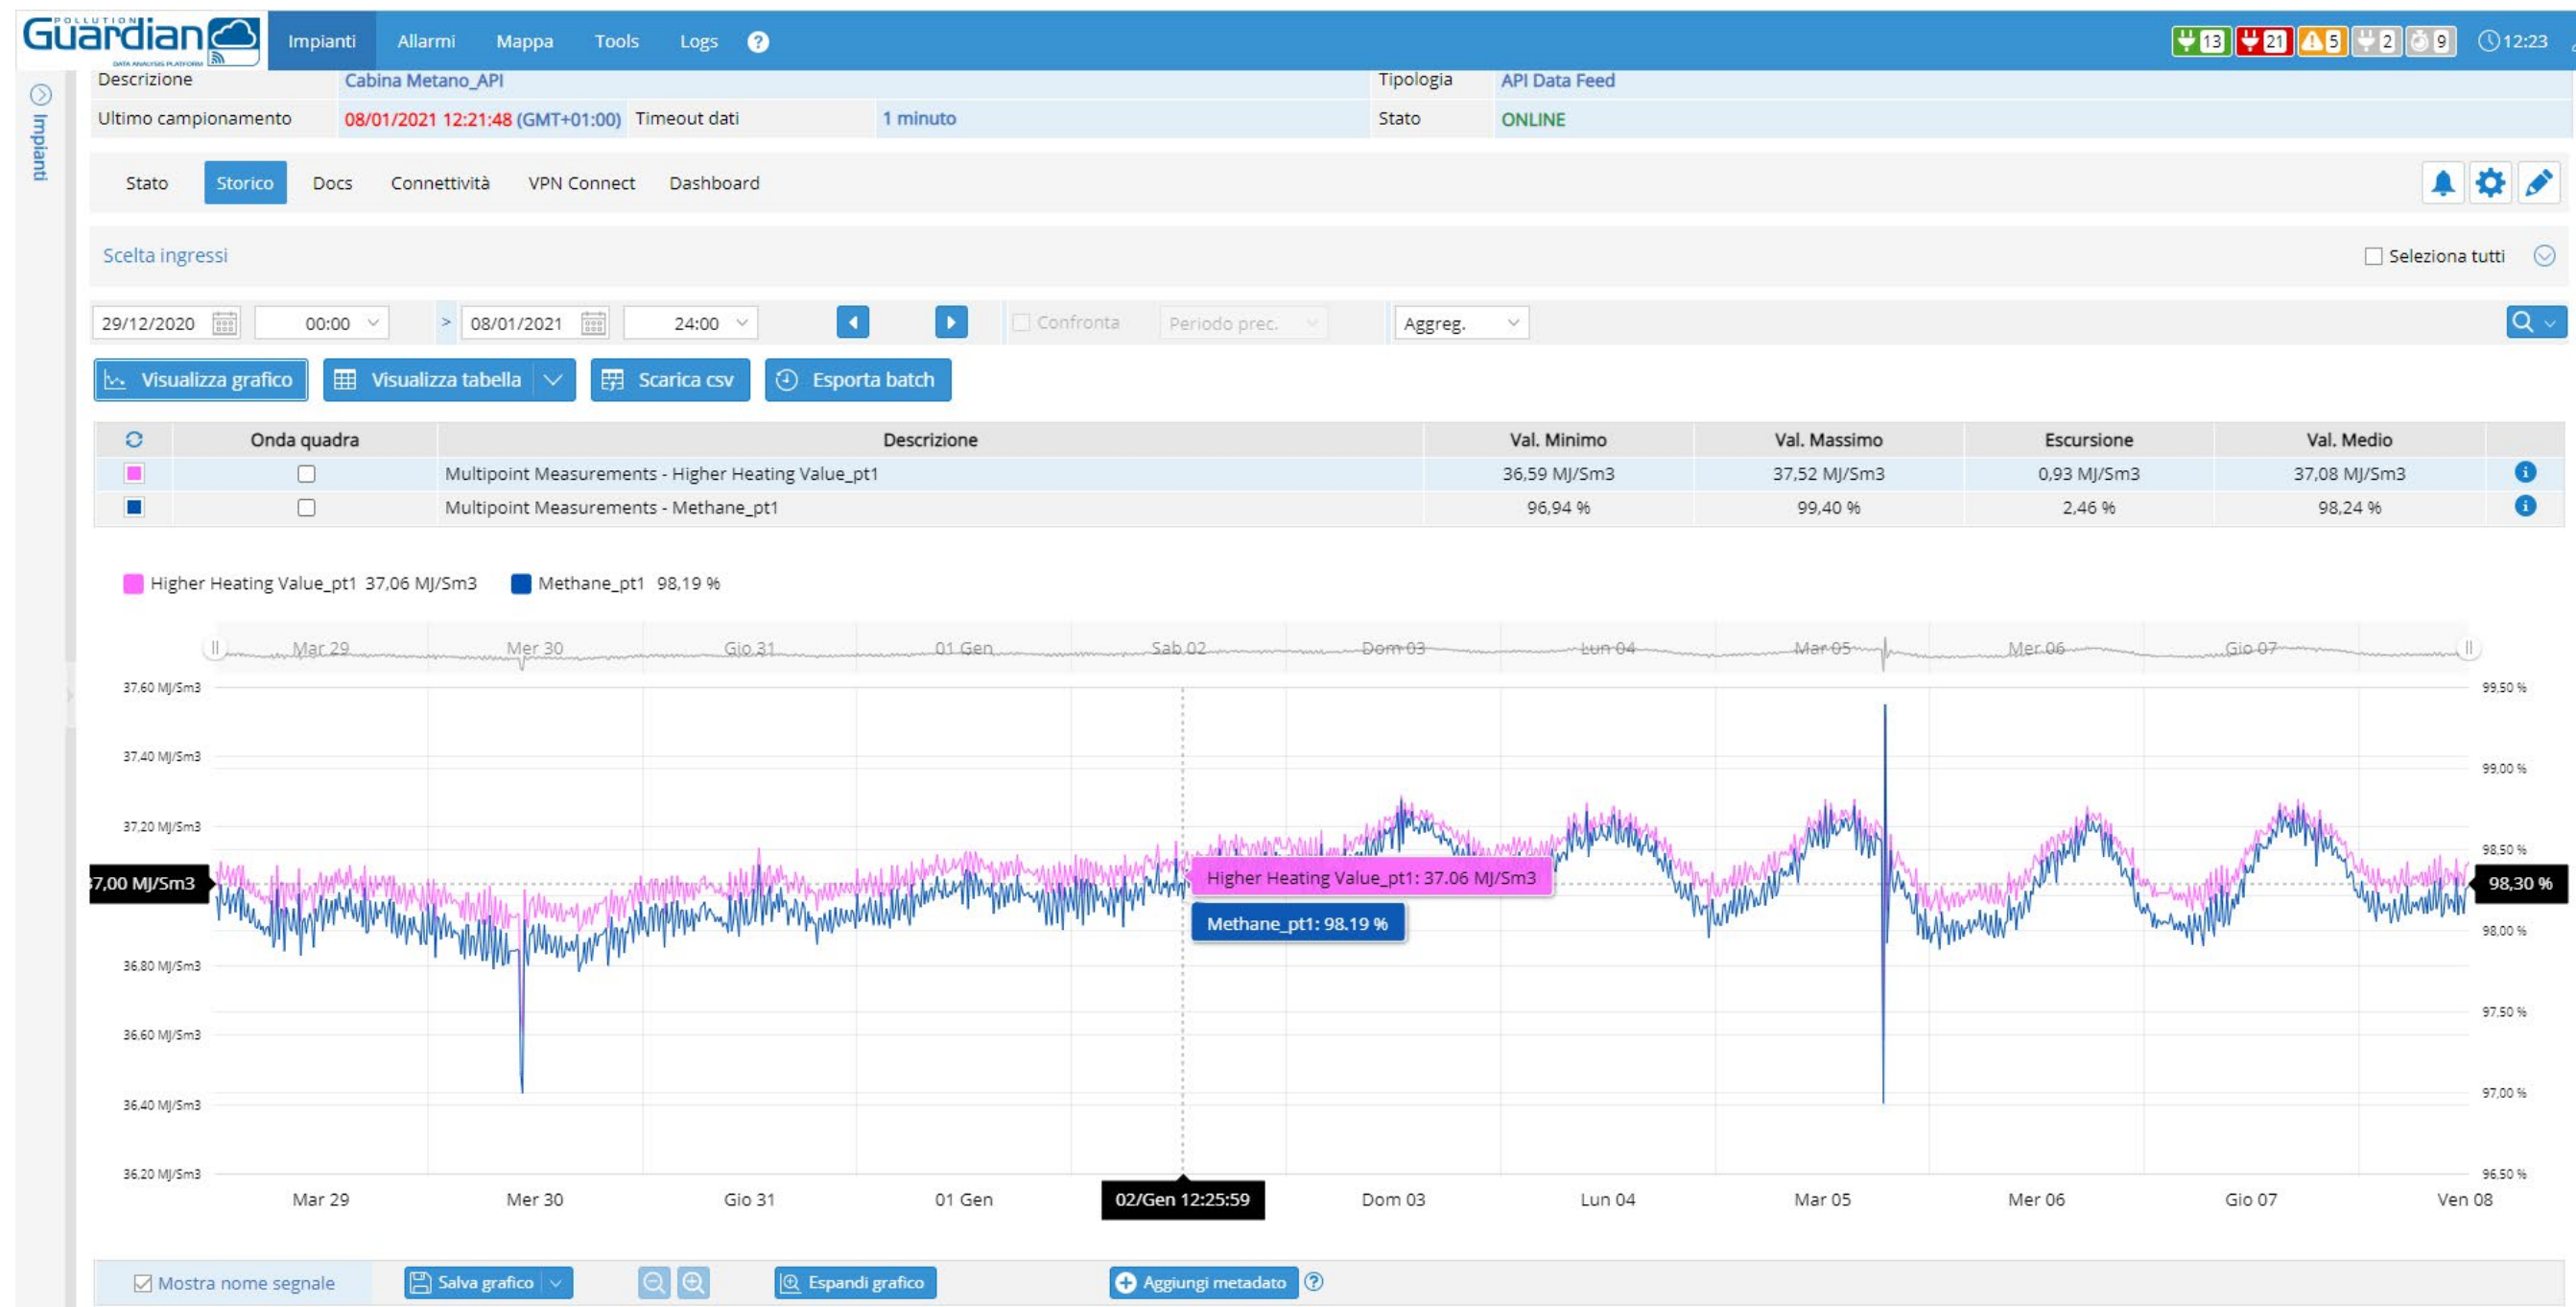 POLLUTION
Guardian
DATA ANALYSIS PLATFORM
Impianti Allarmi Mappa Tools Logs ? 13 21 5 2 9 12:23
Impianti
Descrizione Cabina Metano_API Tipologia API Data Feed
Ultimo campionamento 08/01/2021 12:21:48 (GMT+01:00) Timeout dati 1 minuto Stato ONLINE
Stato Storico Docs Connettività VPN Connect Dashboard
Scelta ingressi Seleziona tutti
29/12/2020 00:00 > 08/01/2021 24:00 Confronta Periodo prec. Aggreg.
Visualizza grafico Visualizza tabella Scarica csv Esporta batch
Onda quadra Descrizione Val. Minimo Val. Massimo Escursione Val. Medio
Multipoint Measurements - Higher Heating Value_pt1 36,59 MJ/Sm3 37,52 MJ/Sm3 0,93 MJ/Sm3 37,08 MJ/Sm3 i
Multipoint Measurements - Methane_pt1 96,94 % 99,40 % 2,46 % 98,24 % i
Higher Heating Value_pt1 37,06 MJ/Sm3 Methane_pt1 98,19 %
Mar 29 Mer 30 Gio 31 01 Gen Sab 02 Dom 03 Lun 04 Mar 05 Mer 06 Gio 07
37,60 MJ/Sm3 99,50 %
37,40 MJ/Sm3 99,00 %
37,20 MJ/Sm3 98,50 %
37,00 MJ/Sm3 Higher Heating Value_pt1: 37.06 MJ/Sm3 98,30 %
Methane_pt1: 98.19 % 98,00 %
36,80 MJ/Sm3 97,50 %
36,60 MJ/Sm3
36,40 MJ/Sm3 97,00 %
36,20 MJ/Sm3 96,50 %
Mar 29 Mer 30 Gio 31 01 Gen 02/Gen 12:25:59 Dom 03 Lun 04 Mar 05 Mer 06 Gio 07 Ven 08
Mostra nome segnale Salva grafico Espandi grafico Aggiungi metadato ?